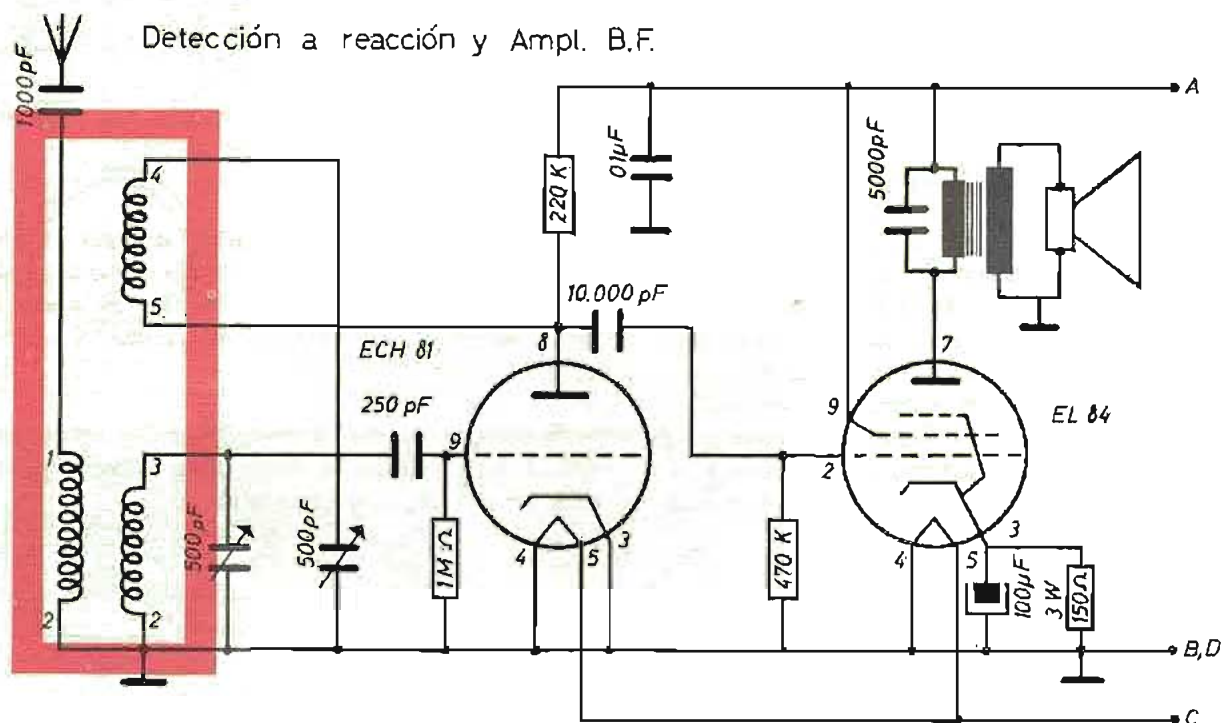 Detección a reacción y Ampl. B.F.
1000pF
A
4
220 K
01µF
5000pF
5
10.000 pF
8
7
ECH 81
9
EL 84
250 pF
1
3
9
2
500pF
500pF
1MΩ
4
5
3
470 K
4
5
3
100µF
3W
150Ω
2
2
B,D
C